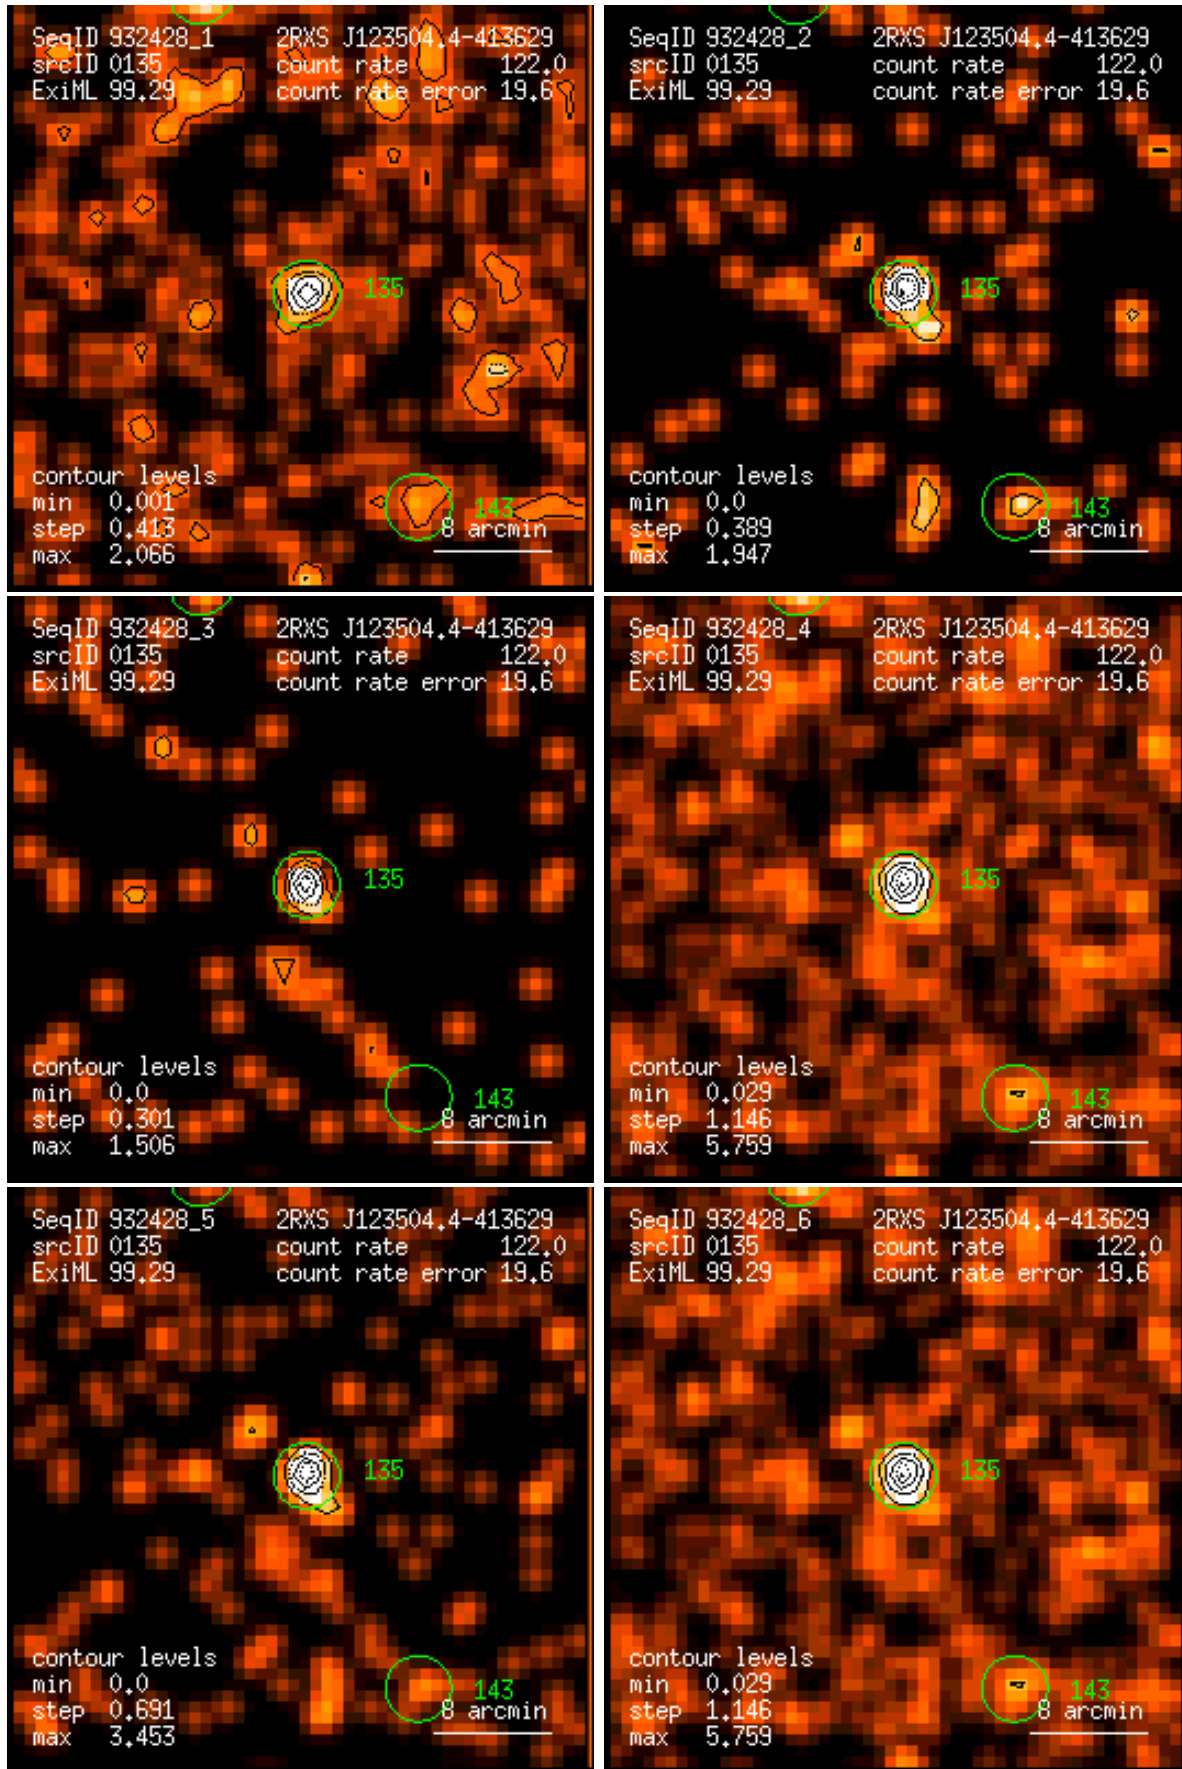 SeqID 932428_1 2RXS J123504.4-413629
srcID 0135 count rate 122.0
ExiML 99.29 count rate error 19.6
135
contour levels
min 0.001
143
step 0.413 8 arcmin
max 2.066
SeqID 932428_2 2RXS J123504.4-413629
srcID 0135 count rate 122.0
ExiML 99.29 count rate error 19.6
135
contour levels
min 0.0
143
step 0.389 8 arcmin
max 1.947
SeqID 932428_3 2RXS J123504.4-413629
srcID 0135 count rate 122.0
ExiML 99.29 count rate error 19.6
135
contour levels
min 0.0
143
step 0.301 8 arcmin
max 1.506
SeqID 932428_4 2RXS J123504.4-413629
srcID 0135 count rate 122.0
ExiML 99.29 count rate error 19.6
135
contour levels
min 0.029
143
step 1.146 8 arcmin
max 5.759
SeqID 932428_5 2RXS J123504.4-413629
srcID 0135 count rate 122.0
ExiML 99.29 count rate error 19.6
135
contour levels
min 0.0
143
step 0.691 8 arcmin
max 3.453
SeqID 932428_6 2RXS J123504.4-413629
srcID 0135 count rate 122.0
ExiML 99.29 count rate error 19.6
135
contour levels
min 0.029
143
step 1.146 8 arcmin
max 5.759